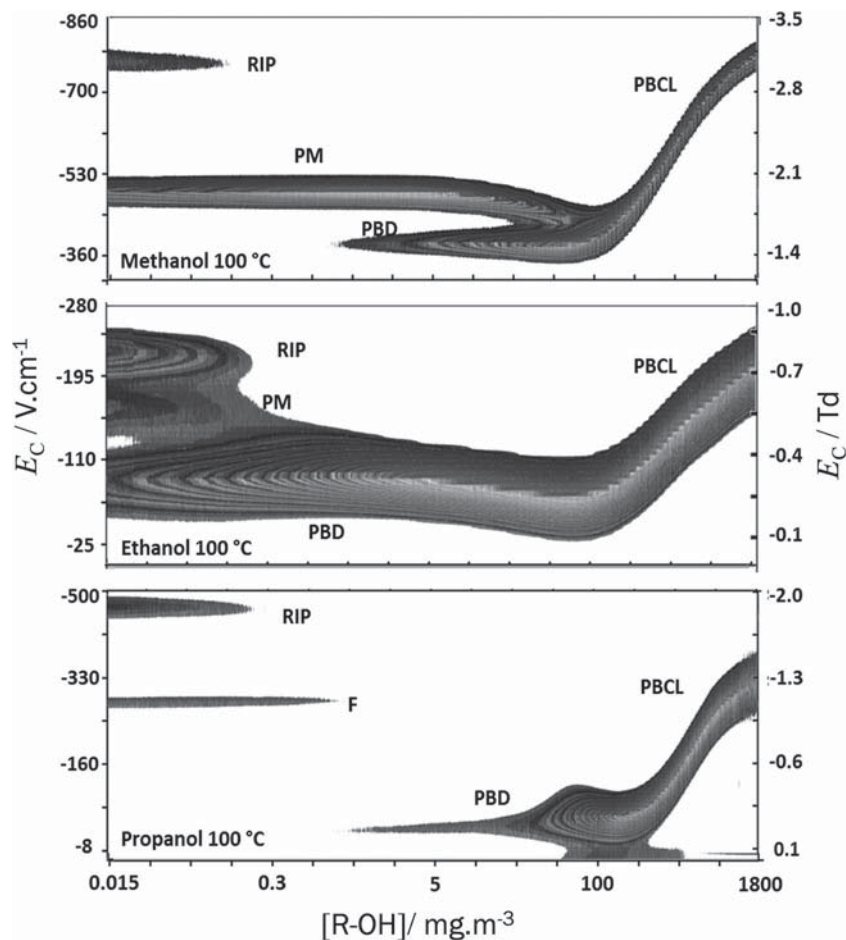 -860
-700
-530
-360
RIP
PM
PBD
PBCL
Methanol 100 °C
-3.5
-2.8
-2.1
-1.4
-280
-195
-110
-25
RIP
PM
PBD
PBCL
Ethanol 100 °C
-1.0
-0.7
-0.4
-0.1
E_C / V.cm⁻¹
E_C / Td
-500
-330
-160
-8
RIP
F
PBD
PBCL
Propanol 100 °C
-2.0
-1.3
-0.6
0.1
0.015 0.3 5 100 1800
[R-OH]/ mg.m⁻³